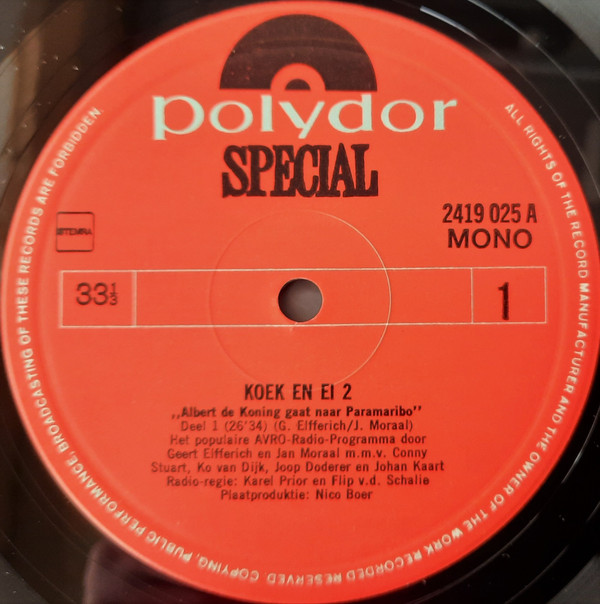 polydor
SPECIAL
2419 025 A
MONO
STEMRA
33⅓
1
KOEK EN EI 2
„Albert de Koning gaat naar Paramaribo"
Deel 1 (26'34) (G. Elfferich/J. Moraal)
Het populaire AVRO-Radio-Programma door
Geert Elfferich en Jan Moraal m.m.v. Conny
Stuart, Ko van Dijk, Joop Doderer en Johan Kaart
Radio-regie: Karel Prior en Flip v.d. Schalie
Plaatproduktie: Nico Boer
ALL RIGHTS OF THE RECORD MANUFACTURER AND THE OWNER OF THE WORK RECORDED RESERVED COPYING, PUBLIC PERFORMANCE, BROADCASTING OF THESE RECORDS ARE FORBIDDEN.